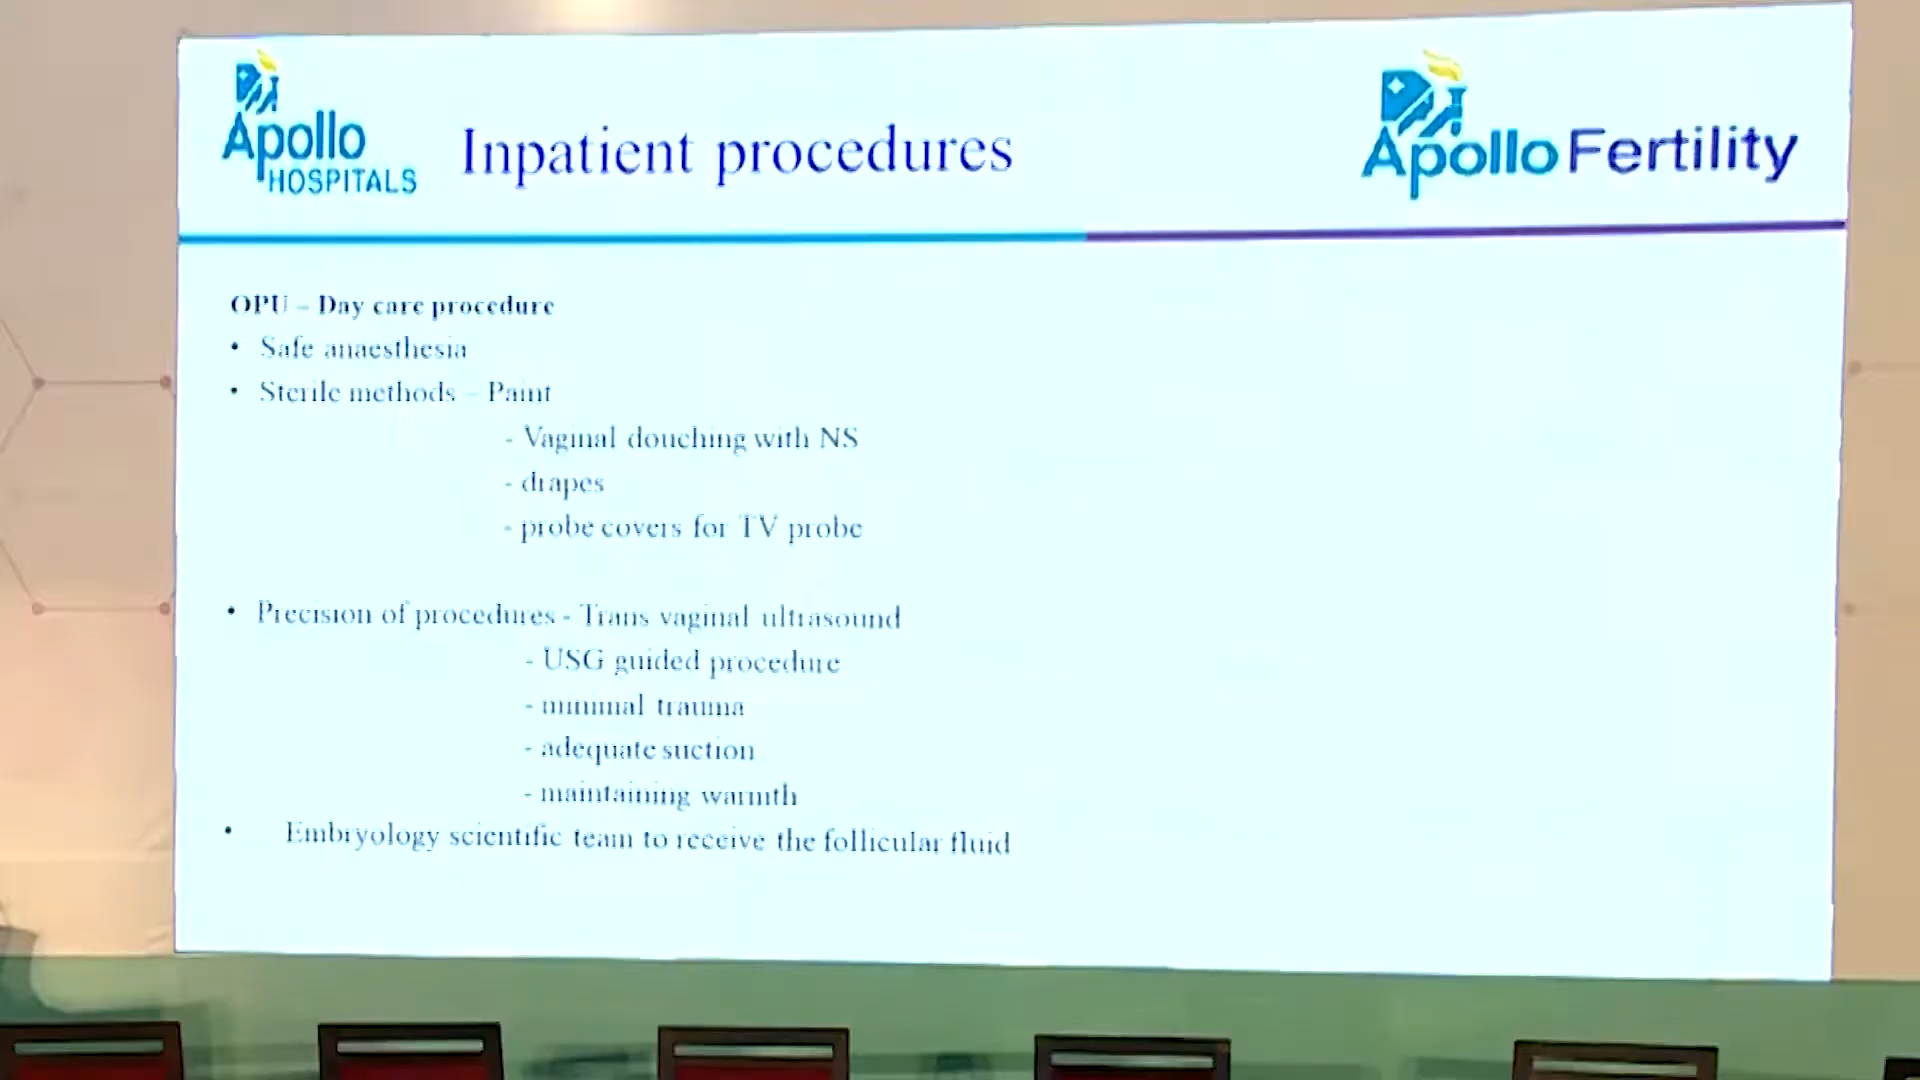 Apollo
HOSPITALS
Inpatient procedures
Apollo Fertility
OPU – Day care procedure
• Safe anaesthesia
• Sterile methods – Paint
- Vaginal douching with NS
- drapes
- probe covers for TV probe
• Precision of procedures - Trans vaginal ultrasound
- USG guided procedure
- minimal trauma
- adequate suction
- maintaining warmth
• Embryology scientific team to receive the follicular fluid